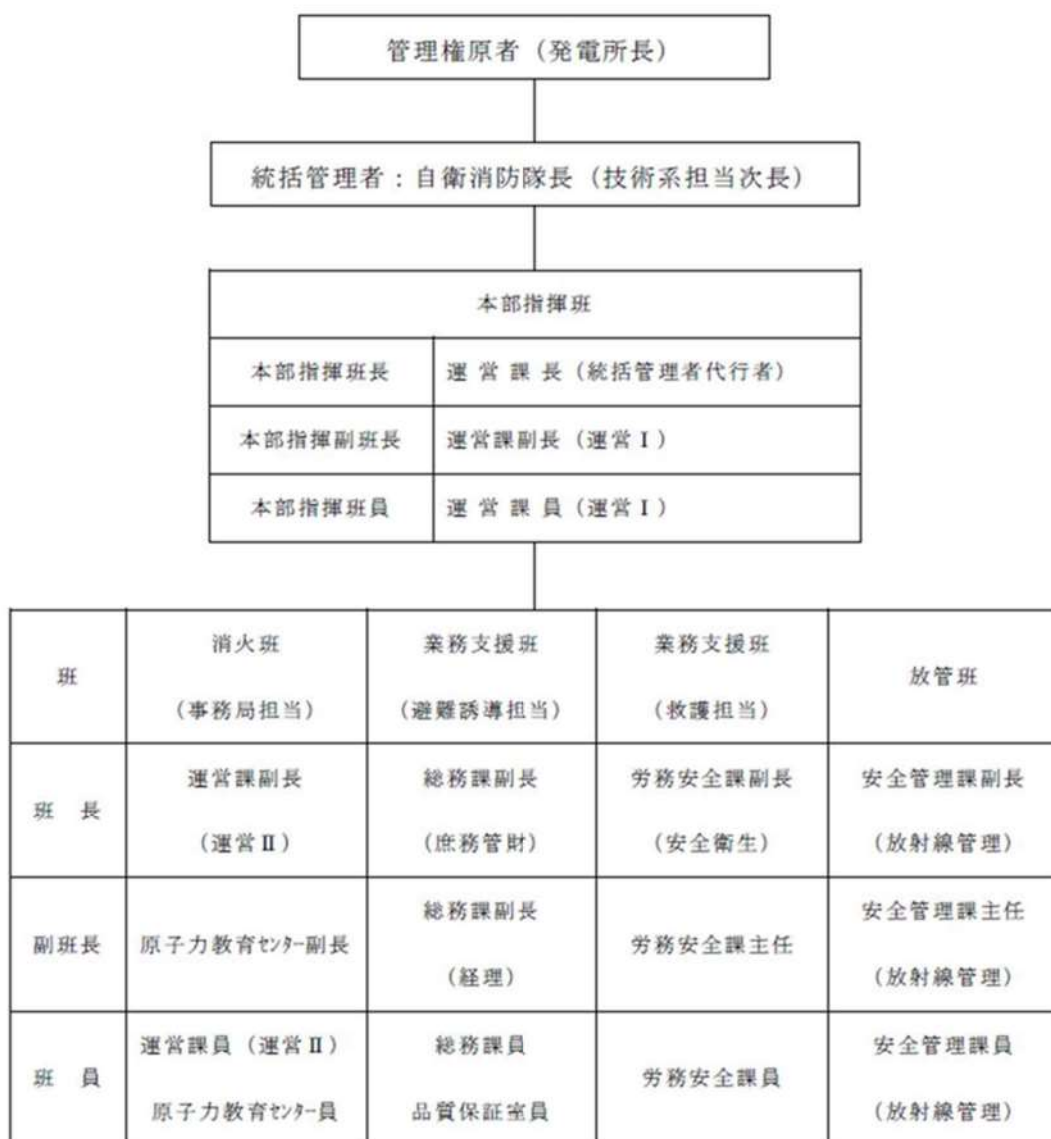 管理権原者(発電所長)
統括管理者:自衛消防隊長(技術系担当次長)
本部指揮班
本部指揮班長 運営課長(統括管理者代行者)
本部指揮副班長 運営課副長(運営Ⅰ)
本部指揮班員 運営課員(運営Ⅰ)
班
消火班
(事務局担当)
業務支援班
(避難誘導担当)
業務支援班
(救護担当)
放管班
班 長
運営課副長
(運営Ⅱ)
総務課副長
(庶務管財)
労務安全課副長
(安全衛生)
安全管理課副長
(放射線管理)
副班長
原子力教育センター副長
総務課副長
(経理)
労務安全課主任
安全管理課主任
(放射線管理)
班 員
運営課員(運営Ⅱ)
原子力教育センター員
総務課員
品質保証室員
労務安全課員
安全管理課員
(放射線管理)